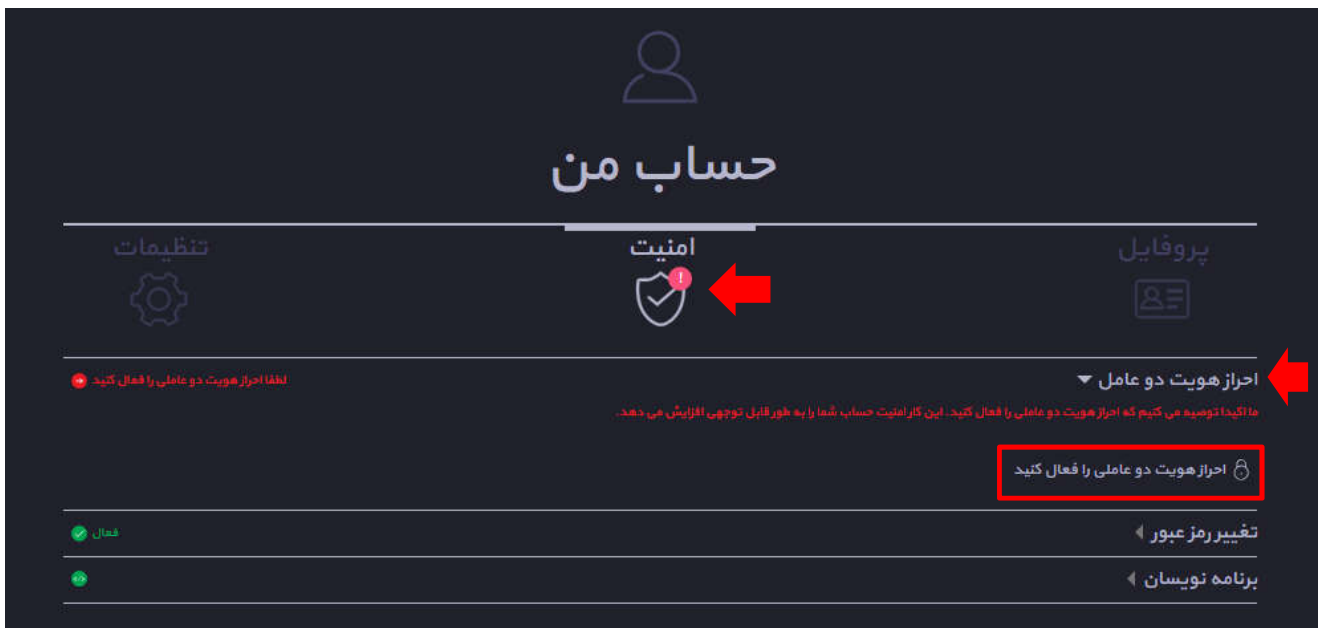 حساب من
پروفایل
امنیت
تنظیمات
احراز هویت دو عامل
لطفا احراز هویت دو عاملی را فعال کنید
ما اکیدا توصیه می کنیم که احراز هویت دو عاملی را فعال کنید. این کار امنیت حساب شما را به طور قابل توجهی افزایش می دهد.
احراز هویت دو عاملی را فعال کنید
تغییر رمز عبور
فعال
برنامه نویسان